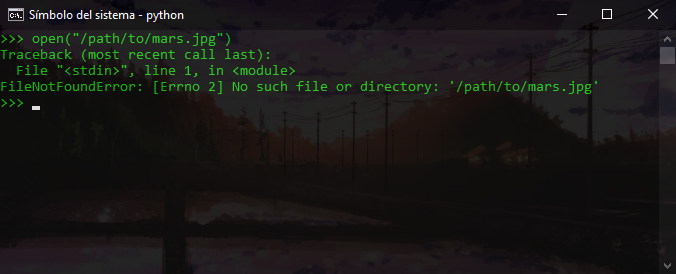 Símbolo del sistema - python
>>> open("/path/to/mars.jpg")
Traceback (most recent call last):
  File "<stdin>", line 1, in <module>
FileNotFoundError: [Errno 2] No such file or directory: '/path/to/mars.jpg'
>>>